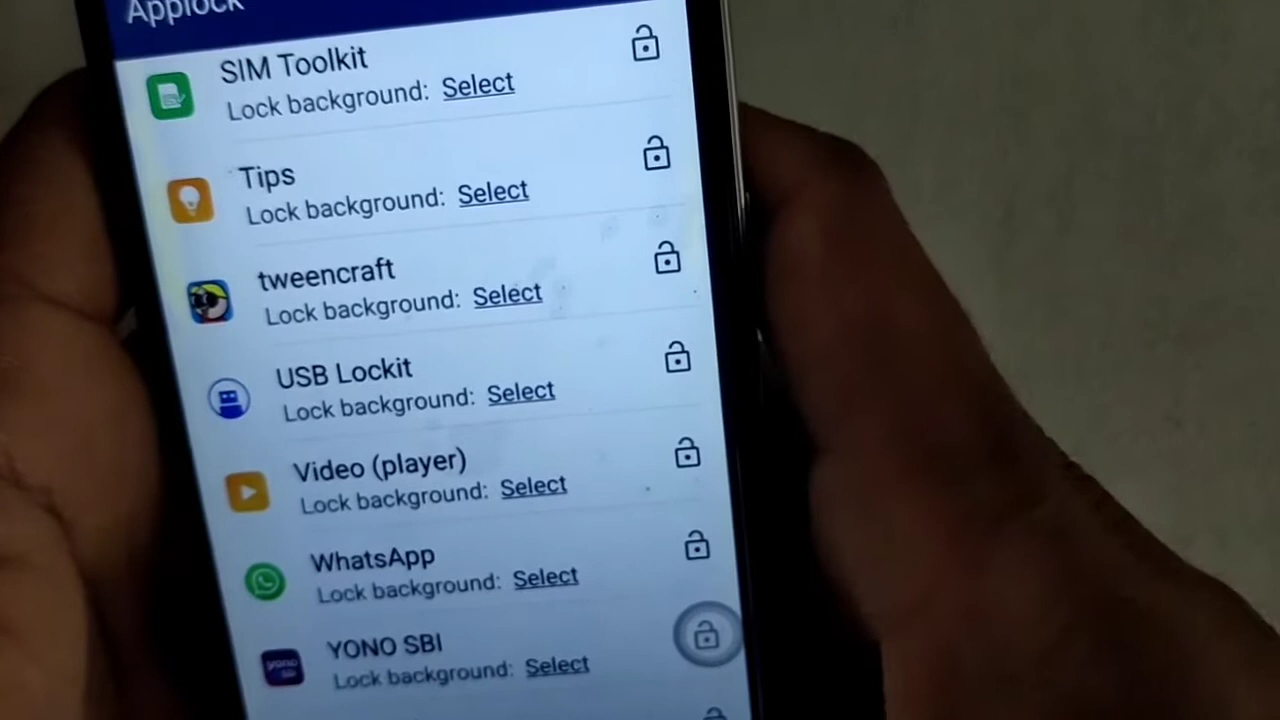 Applock
SIM Toolkit
Lock background: Select
Tips
Lock background: Select
tweencraft
Lock background: Select
USB Lockit
Lock background: Select
Video (player)
Lock background: Select
WhatsApp
Lock background: Select
YONO SBI
yono
Lock background: Select